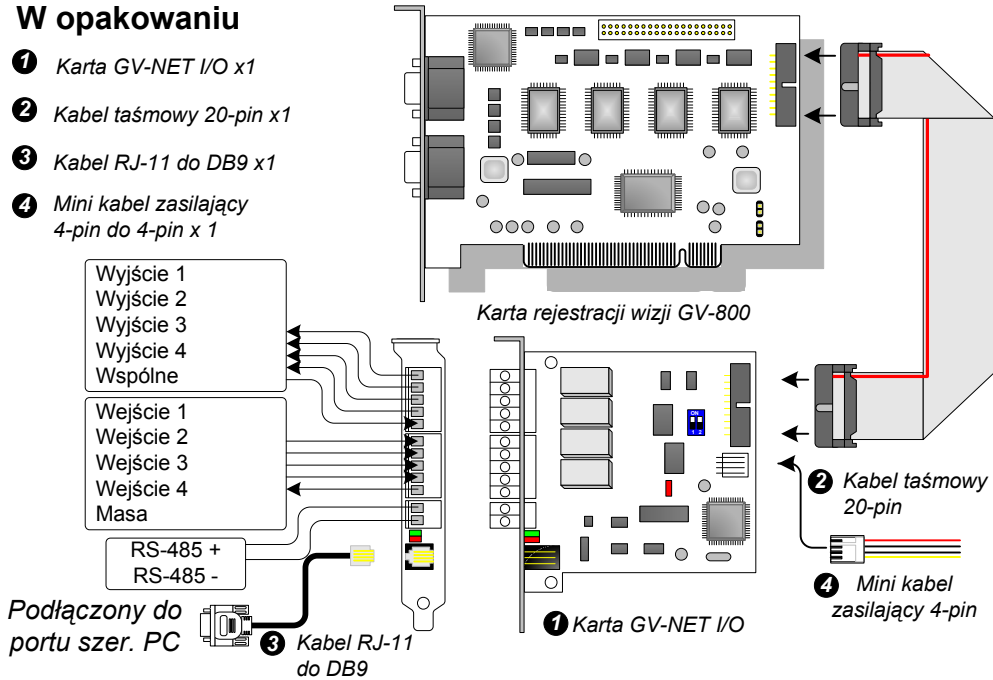 W opakowaniu
1 Karta GV-NET I/O x1
2 Kabel taśmowy 20-pin x1
3 Kabel RJ-11 do DB9 x1
4 Mini kabel zasilający
4-pin do 4-pin x 1
Karta rejestracji wizji GV-800
Wyjście 1
Wyjście 2
Wyjście 3
Wyjście 4
Wspólne
Wejście 1
Wejście 2
Wejście 3
Wejście 4
Masa
RS-485 +
RS-485 -
Podłączony do
portu szer. PC
3 Kabel RJ-11
do DB9
ON
1 2
1 Karta GV-NET I/O
2 Kabel taśmowy
20-pin
4 Mini kabel
zasilający 4-pin